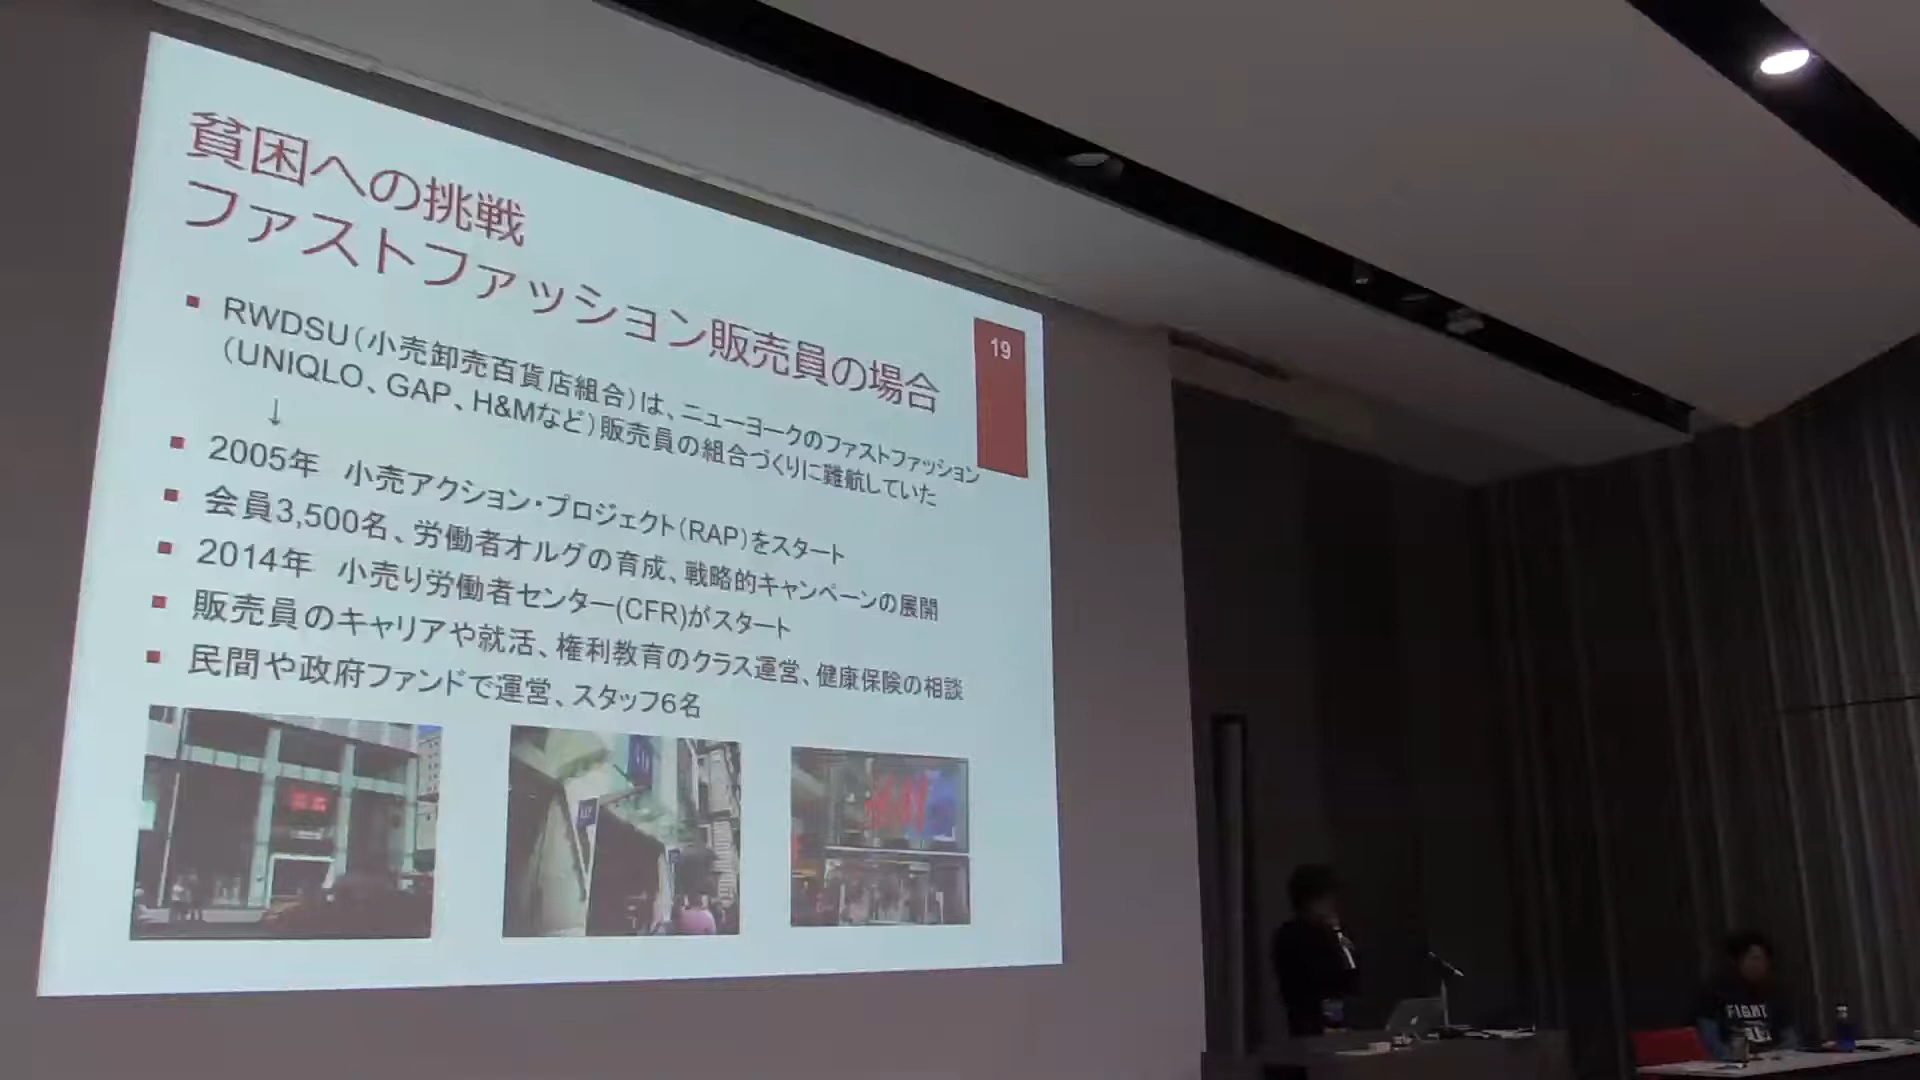 貧困への挑戦
ファストファッション販売員の場合
19
▪ RWDSU（小売卸売百貨店組合）は、ニューヨークのファストファッション
（UNIQLO、GAP、H&Mなど）販売員の組合づくりに難航していた
↓
▪ 2005年　小売アクション・プロジェクト（RAP）をスタート
▪ 会員3,500名、労働者オルグの育成、戦略的キャンペーンの展開
▪ 2014年　小売り労働者センター(CFR)がスタート
▪ 販売員のキャリアや就活、権利教育のクラス運営、健康保険の相談
▪ 民間や政府ファンドで運営、スタッフ6名
H&M
FIGHT